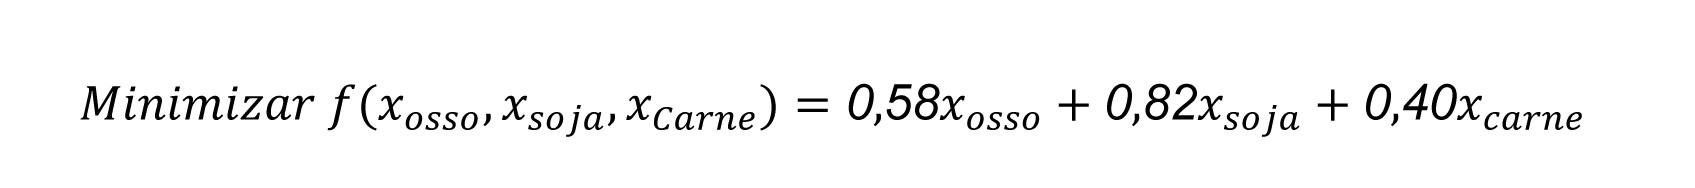 Minimizar f(x_osso, x_soja, x_Carne) = 0,58x_osso + 0,82x_soja + 0,40x_carne